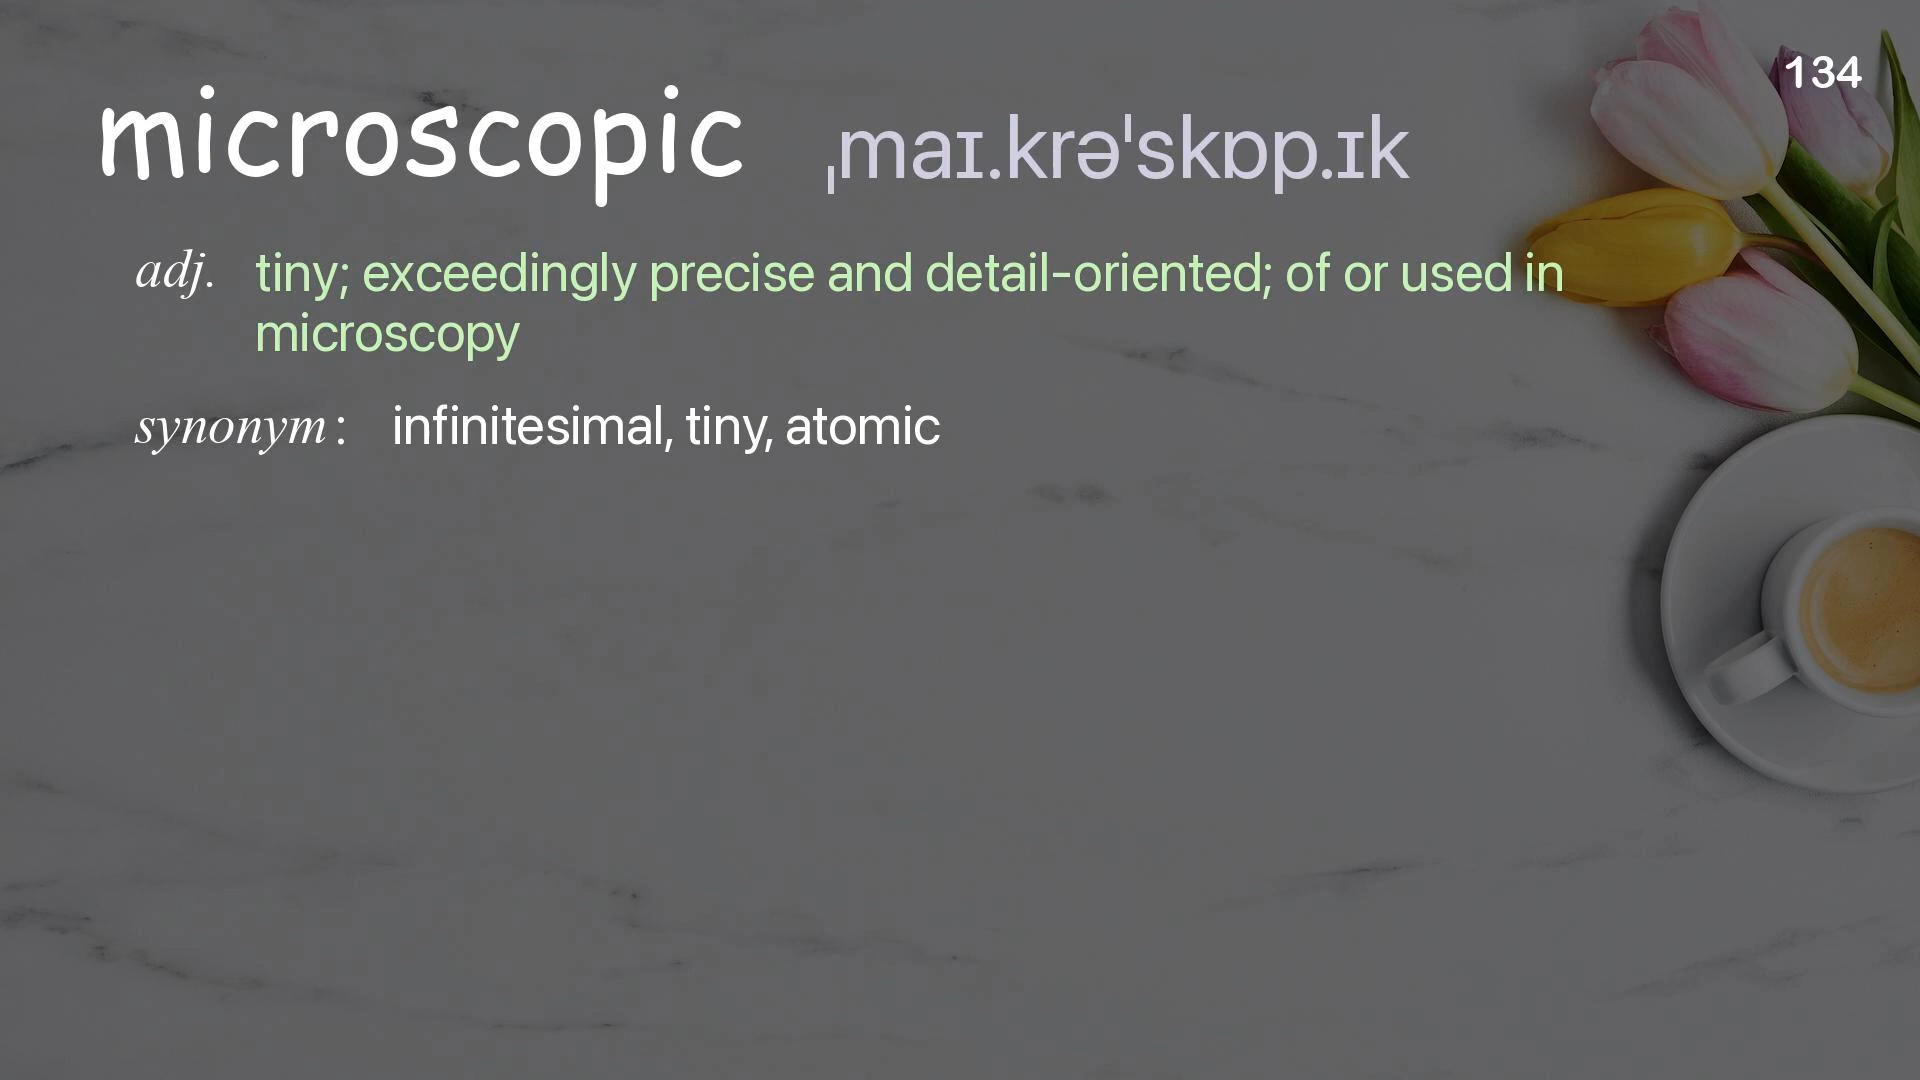 134
microscopic ˌmaɪ.krəˈskɒp.ɪk
adj. tiny; exceedingly precise and detail-oriented; of or used in
microscopy
synonym: infinitesimal, tiny, atomic